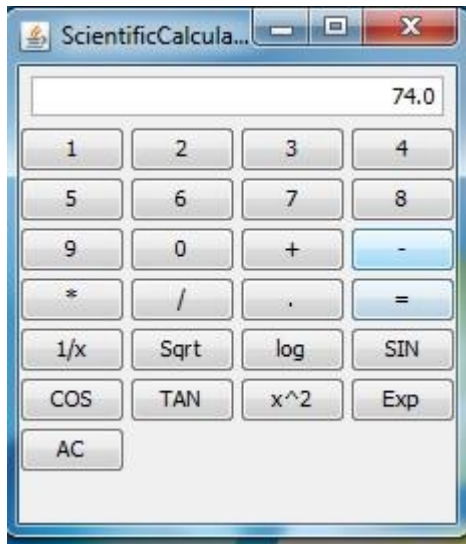 ScientificCalcula...
74.0
1 2 3 4
5 6 7 8
9 0 + -
* / . =
1/x Sqrt log SIN
COS TAN x^2 Exp
AC